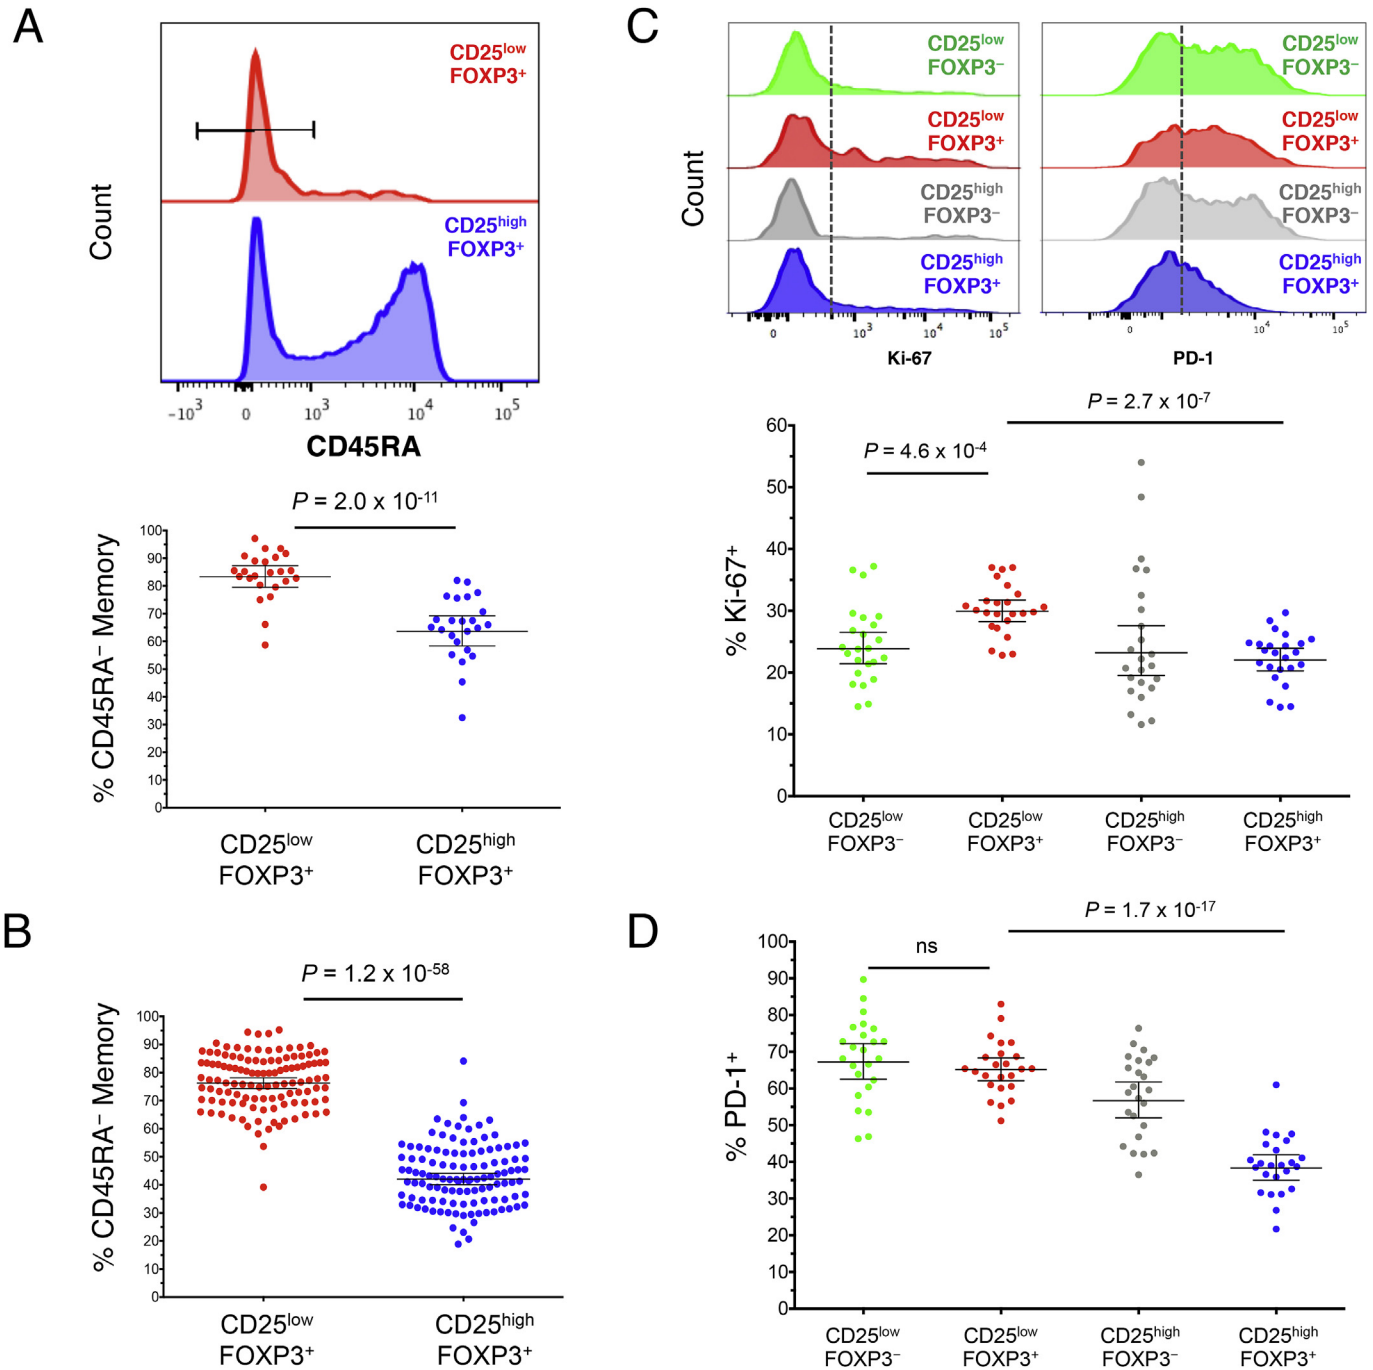 A
CD25low
FOXP3+
CD25high
FOXP3+
Count
-10³ 0 10³ 10⁴ 10⁵
CD45RA
P = 2.0 x 10-11
% CD45RA– Memory
100
90
80
70
60
50
40
30
20
10
0
CD25low
FOXP3+
CD25high
FOXP3+
B
P = 1.2 x 10-58
% CD45RA– Memory
100
90
80
70
60
50
40
30
20
10
0
CD25low
FOXP3+
CD25high
FOXP3+
C
Count
CD25low
FOXP3–
CD25low
FOXP3+
CD25high
FOXP3–
CD25high
FOXP3+
0 10³ 10⁴ 10⁵
Ki-67
CD25low
FOXP3–
CD25low
FOXP3+
CD25high
FOXP3–
CD25high
FOXP3+
0 10⁴ 10⁵
PD-1
P = 4.6 x 10-4
P = 2.7 x 10-7
% Ki-67+
60
50
40
30
20
10
0
CD25low
FOXP3–
CD25low
FOXP3+
CD25high
FOXP3–
CD25high
FOXP3+
D
ns
P = 1.7 x 10-17
% PD-1+
100
90
80
70
60
50
40
30
20
10
0
CD25low
FOXP3–
CD25low
FOXP3+
CD25high
FOXP3–
CD25high
FOXP3+